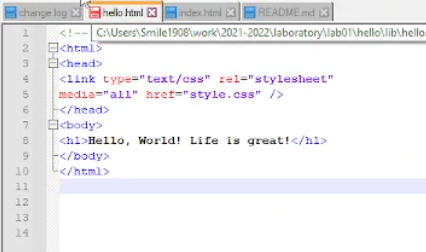 change.log hello.html index.html README.md
1 <!-- C:\Users\Smile1908\work\2021-2022\laboratory\lab01\hello\lib\hello.
2 <html>
3 <head>
4 <link type="text/css" rel="stylesheet"
5 media="all" href="style.css" />
6 </head>
7 <body>
8 <h1>Hello, World! Life is great!</h1>
9 </body>
10 </html>
11
12
13
14